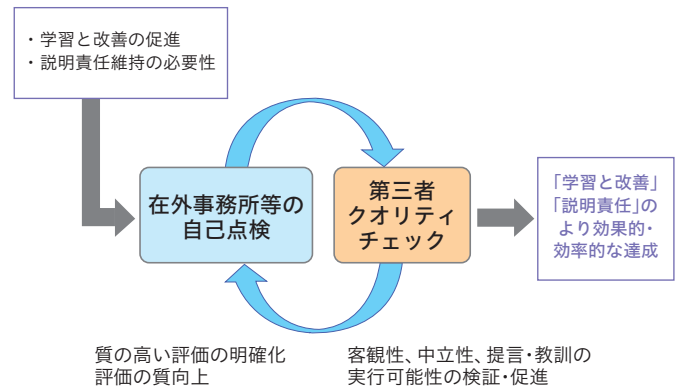 ・学習と改善の促進
・説明責任維持の必要性
在外事務所等の
自己点検
第三者
クオリティ
チェック
「学習と改善」
「説明責任」の
より効果的・
効率的な達成
質の高い評価の明確化
評価の質向上
客観性、中立性、提言・教訓の
実行可能性の検証・促進